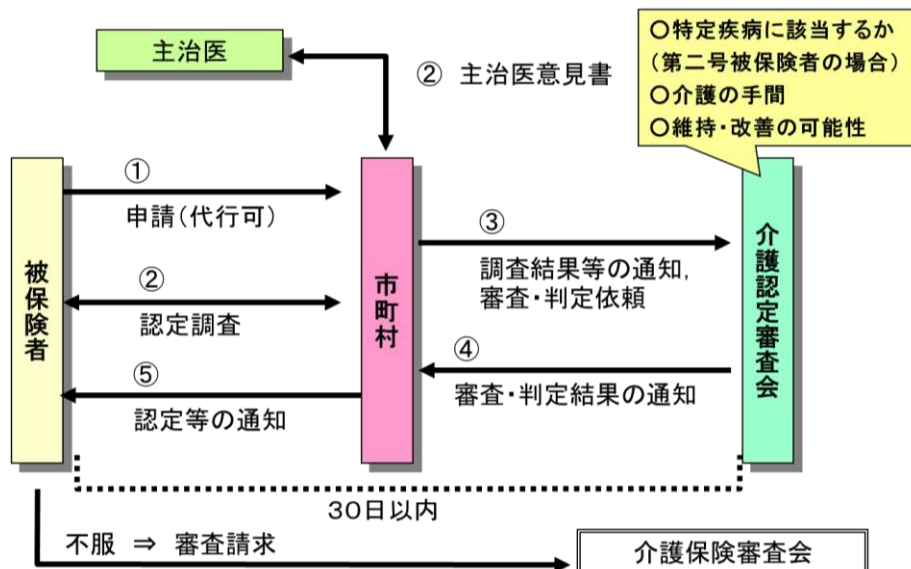 主治医
② 主治医意見書
○特定疾病に該当するか
(第二号被保険者の場合)
○介護の手間
○維持・改善の可能性
被保険者
①
申請(代行可)
②
認定調査
⑤
認定等の通知
市町村
③
調査結果等の通知,
審査・判定依頼
④
審査・判定結果の通知
介護認定審査会
30日以内
不服 ⇒ 審査請求
介護保険審査会